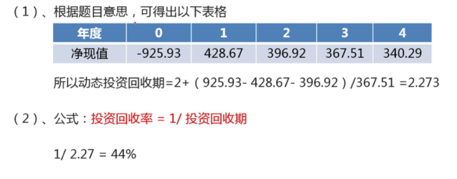 (1)、根据题目意思，可得出以下表格
年度 0 1 2 3 4
净现值 -925.93 428.67 396.92 367.51 340.29
所以动态投资回收期=2+（925.93- 428.67- 396.92）/367.51 =2.273
(2)、公式：投资回收率 = 1/ 投资回收期
1/ 2.27 = 44%